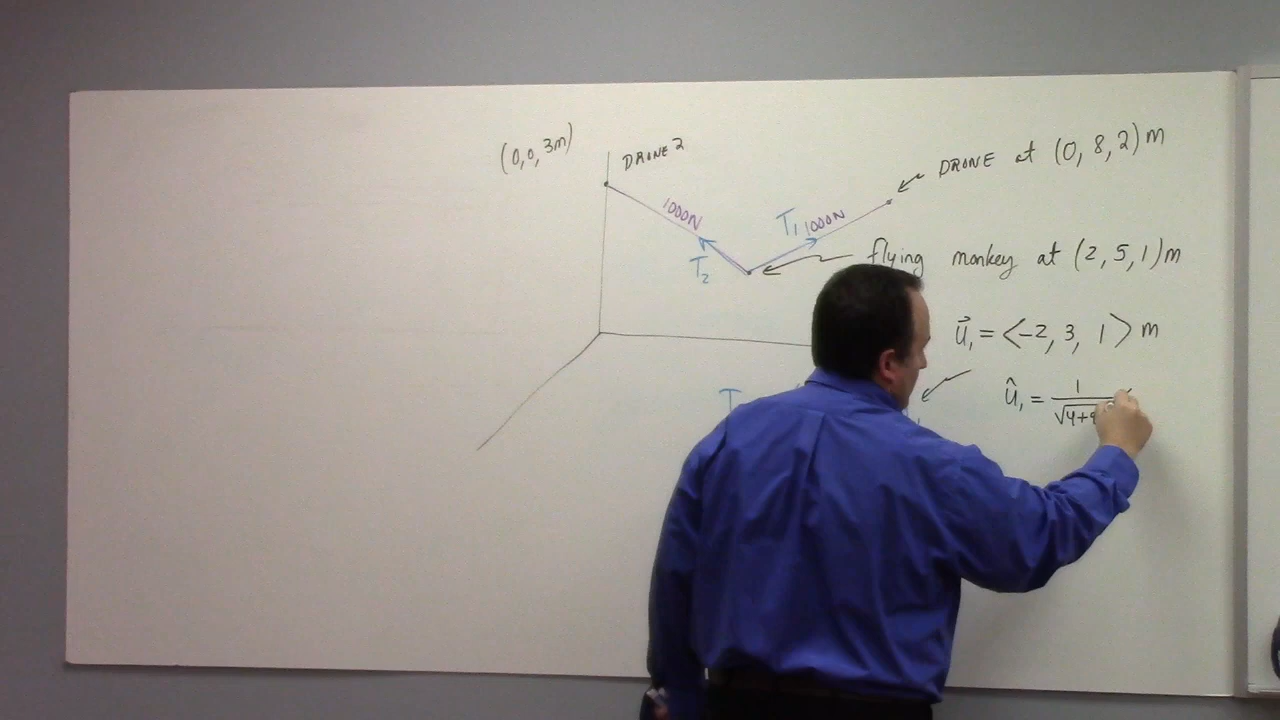 (0,0,3m)
DRONE 2
DRONE at (0, 8, 2) m
1000N
T₁ 1000N
T₂
flying monkey at (2, 5, 1) m
u⃗₁ = <-2, 3, 1> m
û₁ = 1
√4+
T